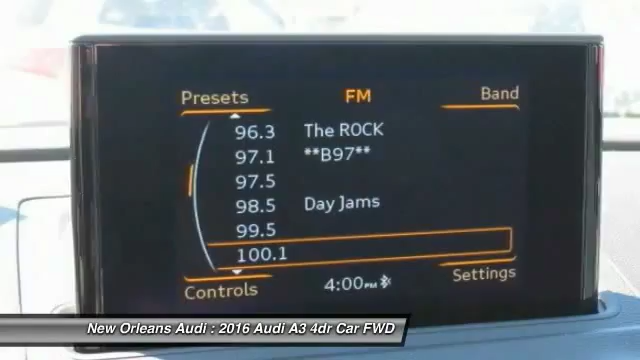 Presets FM Band
96.3 The ROCK
97.1 **B97**
97.5
98.5 Day Jams
99.5
100.1
Controls 4:00PM Settings
New Orleans Audi : 2016 Audi A3 4dr Car FWD